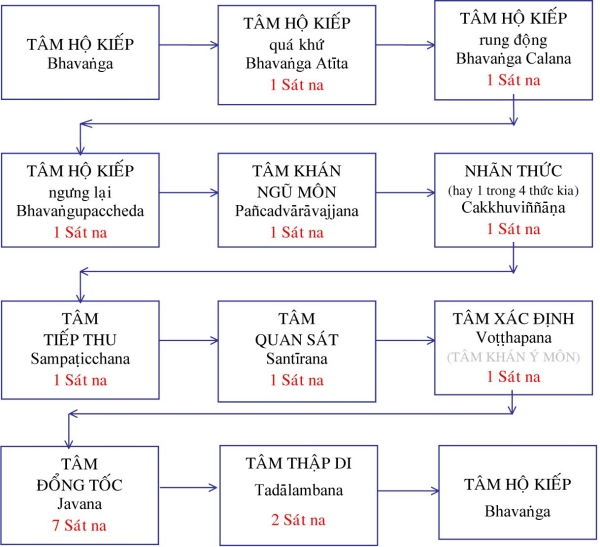 TÂM HỘ KIẾP
Bhavaṅga
TÂM HỘ KIẾP
quá khứ
Bhavaṅga Atīta
1 Sát na
TÂM HỘ KIẾP
rung động
Bhavaṅga Calana
1 Sát na
TÂM HỘ KIẾP
ngưng lại
Bhavaṅgupaccheda
1 Sát na
TÂM KHÁN
NGŨ MÔN
Pañcadvārāvajjana
1 Sát na
NHÃN THỨC
(hay 1 trong 4 thức kia)
Cakkhuviññāṇa
1 Sát na
TÂM
TIẾP THU
Sampaṭicchana
1 Sát na
TÂM
QUAN SÁT
Santīrana
1 Sát na
TÂM XÁC ĐỊNH
Voṭṭhapana
(TÂM KHÁN Ý MÔN)
1 Sát na
TÂM
ĐỔNG TỐC
Javana
7 Sát na
TÂM THẬP DI
Tadālambana
2 Sát na
TÂM HỘ KIẾP
Bhavaṅga